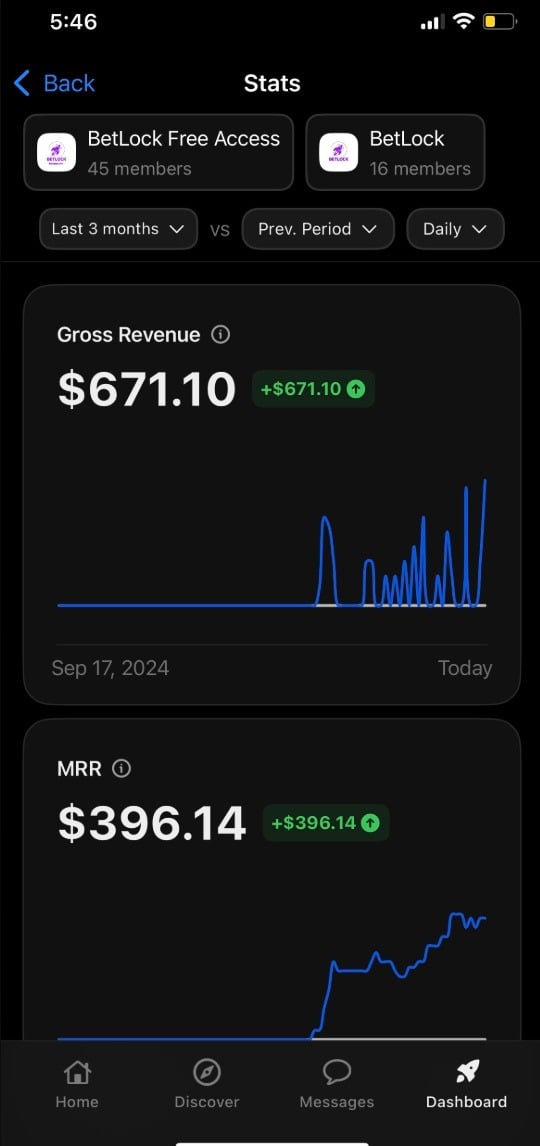 5:46
Back
Stats
BETLOCK
BetLock Free Access
45 members
BETLOCK
BetLock
16 members
Last 3 months vs Prev. Period Daily
Gross Revenue
$671.10 +$671.10
Sep 17, 2024 Today
MRR
$396.14 +$396.14
Home Discover Messages Dashboard